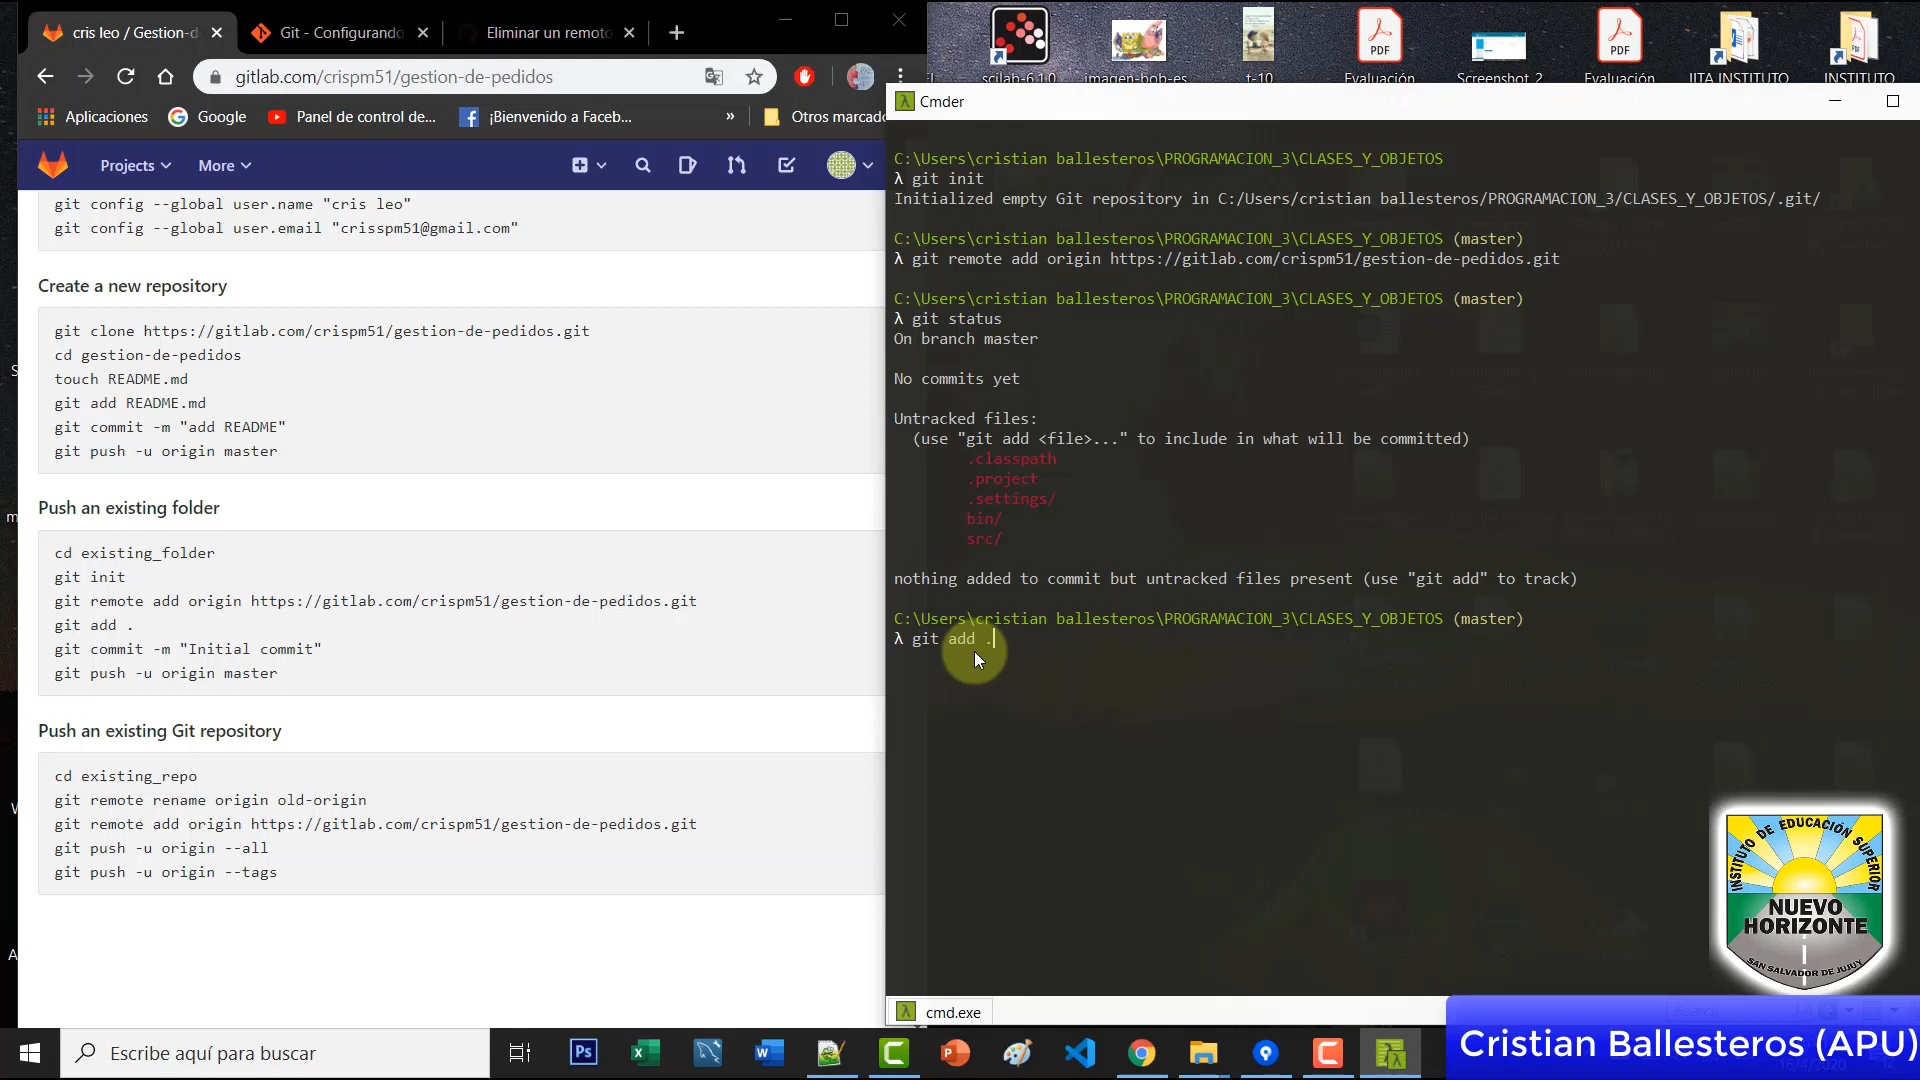 cris leo / Gestion-d
Git - Configurando
Eliminar un remoto
gitlab.com/crispm51/gestion-de-pedidos
Aplicaciones
Google
Panel de control de...
¡Bienvenido a Faceb...
»
Otros marcado
Projects
More
git config --global user.name "cris leo"
git config --global user.email "crisspm51@gmail.com"
Create a new repository
git clone https://gitlab.com/crispm51/gestion-de-pedidos.git
cd gestion-de-pedidos
touch README.md
git add README.md
git commit -m "add README"
git push -u origin master
Push an existing folder
cd existing_folder
git init
git remote add origin https://gitlab.com/crispm51/gestion-de-pedidos.git
git add .
git commit -m "Initial commit"
git push -u origin master
Push an existing Git repository
cd existing_repo
git remote rename origin old-origin
git remote add origin https://gitlab.com/crispm51/gestion-de-pedidos.git
git push -u origin --all
git push -u origin --tags
scilab-6.1.0
imagen-bob-es
t-10
PDF
Evaluación
Screenshot_2
PDF
Evaluación
IITA INSTITUTO
INSTITUTO
Cmder
C:\Users\cristian ballesteros\PROGRAMACION_3\CLASES_Y_OBJETOS
λ git init
Initialized empty Git repository in C:/Users/cristian ballesteros/PROGRAMACION_3/CLASES_Y_OBJETOS/.git/
C:\Users\cristian ballesteros\PROGRAMACION_3\CLASES_Y_OBJETOS (master)
λ git remote add origin https://gitlab.com/crispm51/gestion-de-pedidos.git
C:\Users\cristian ballesteros\PROGRAMACION_3\CLASES_Y_OBJETOS (master)
λ git status
On branch master
No commits yet
Untracked files:
(use "git add <file>..." to include in what will be committed)
.classpath
.project
.settings/
bin/
src/
nothing added to commit but untracked files present (use "git add" to track)
C:\Users\cristian ballesteros\PROGRAMACION_3\CLASES_Y_OBJETOS (master)
λ git add .
cmd.exe
INSTITUTO DE EDUCACIÓN SUPERIOR
NUEVO
HORIZONTE
SAN SALVADOR DE JUJUY
Cristian Ballesteros (APU)
Escribe aquí para buscar